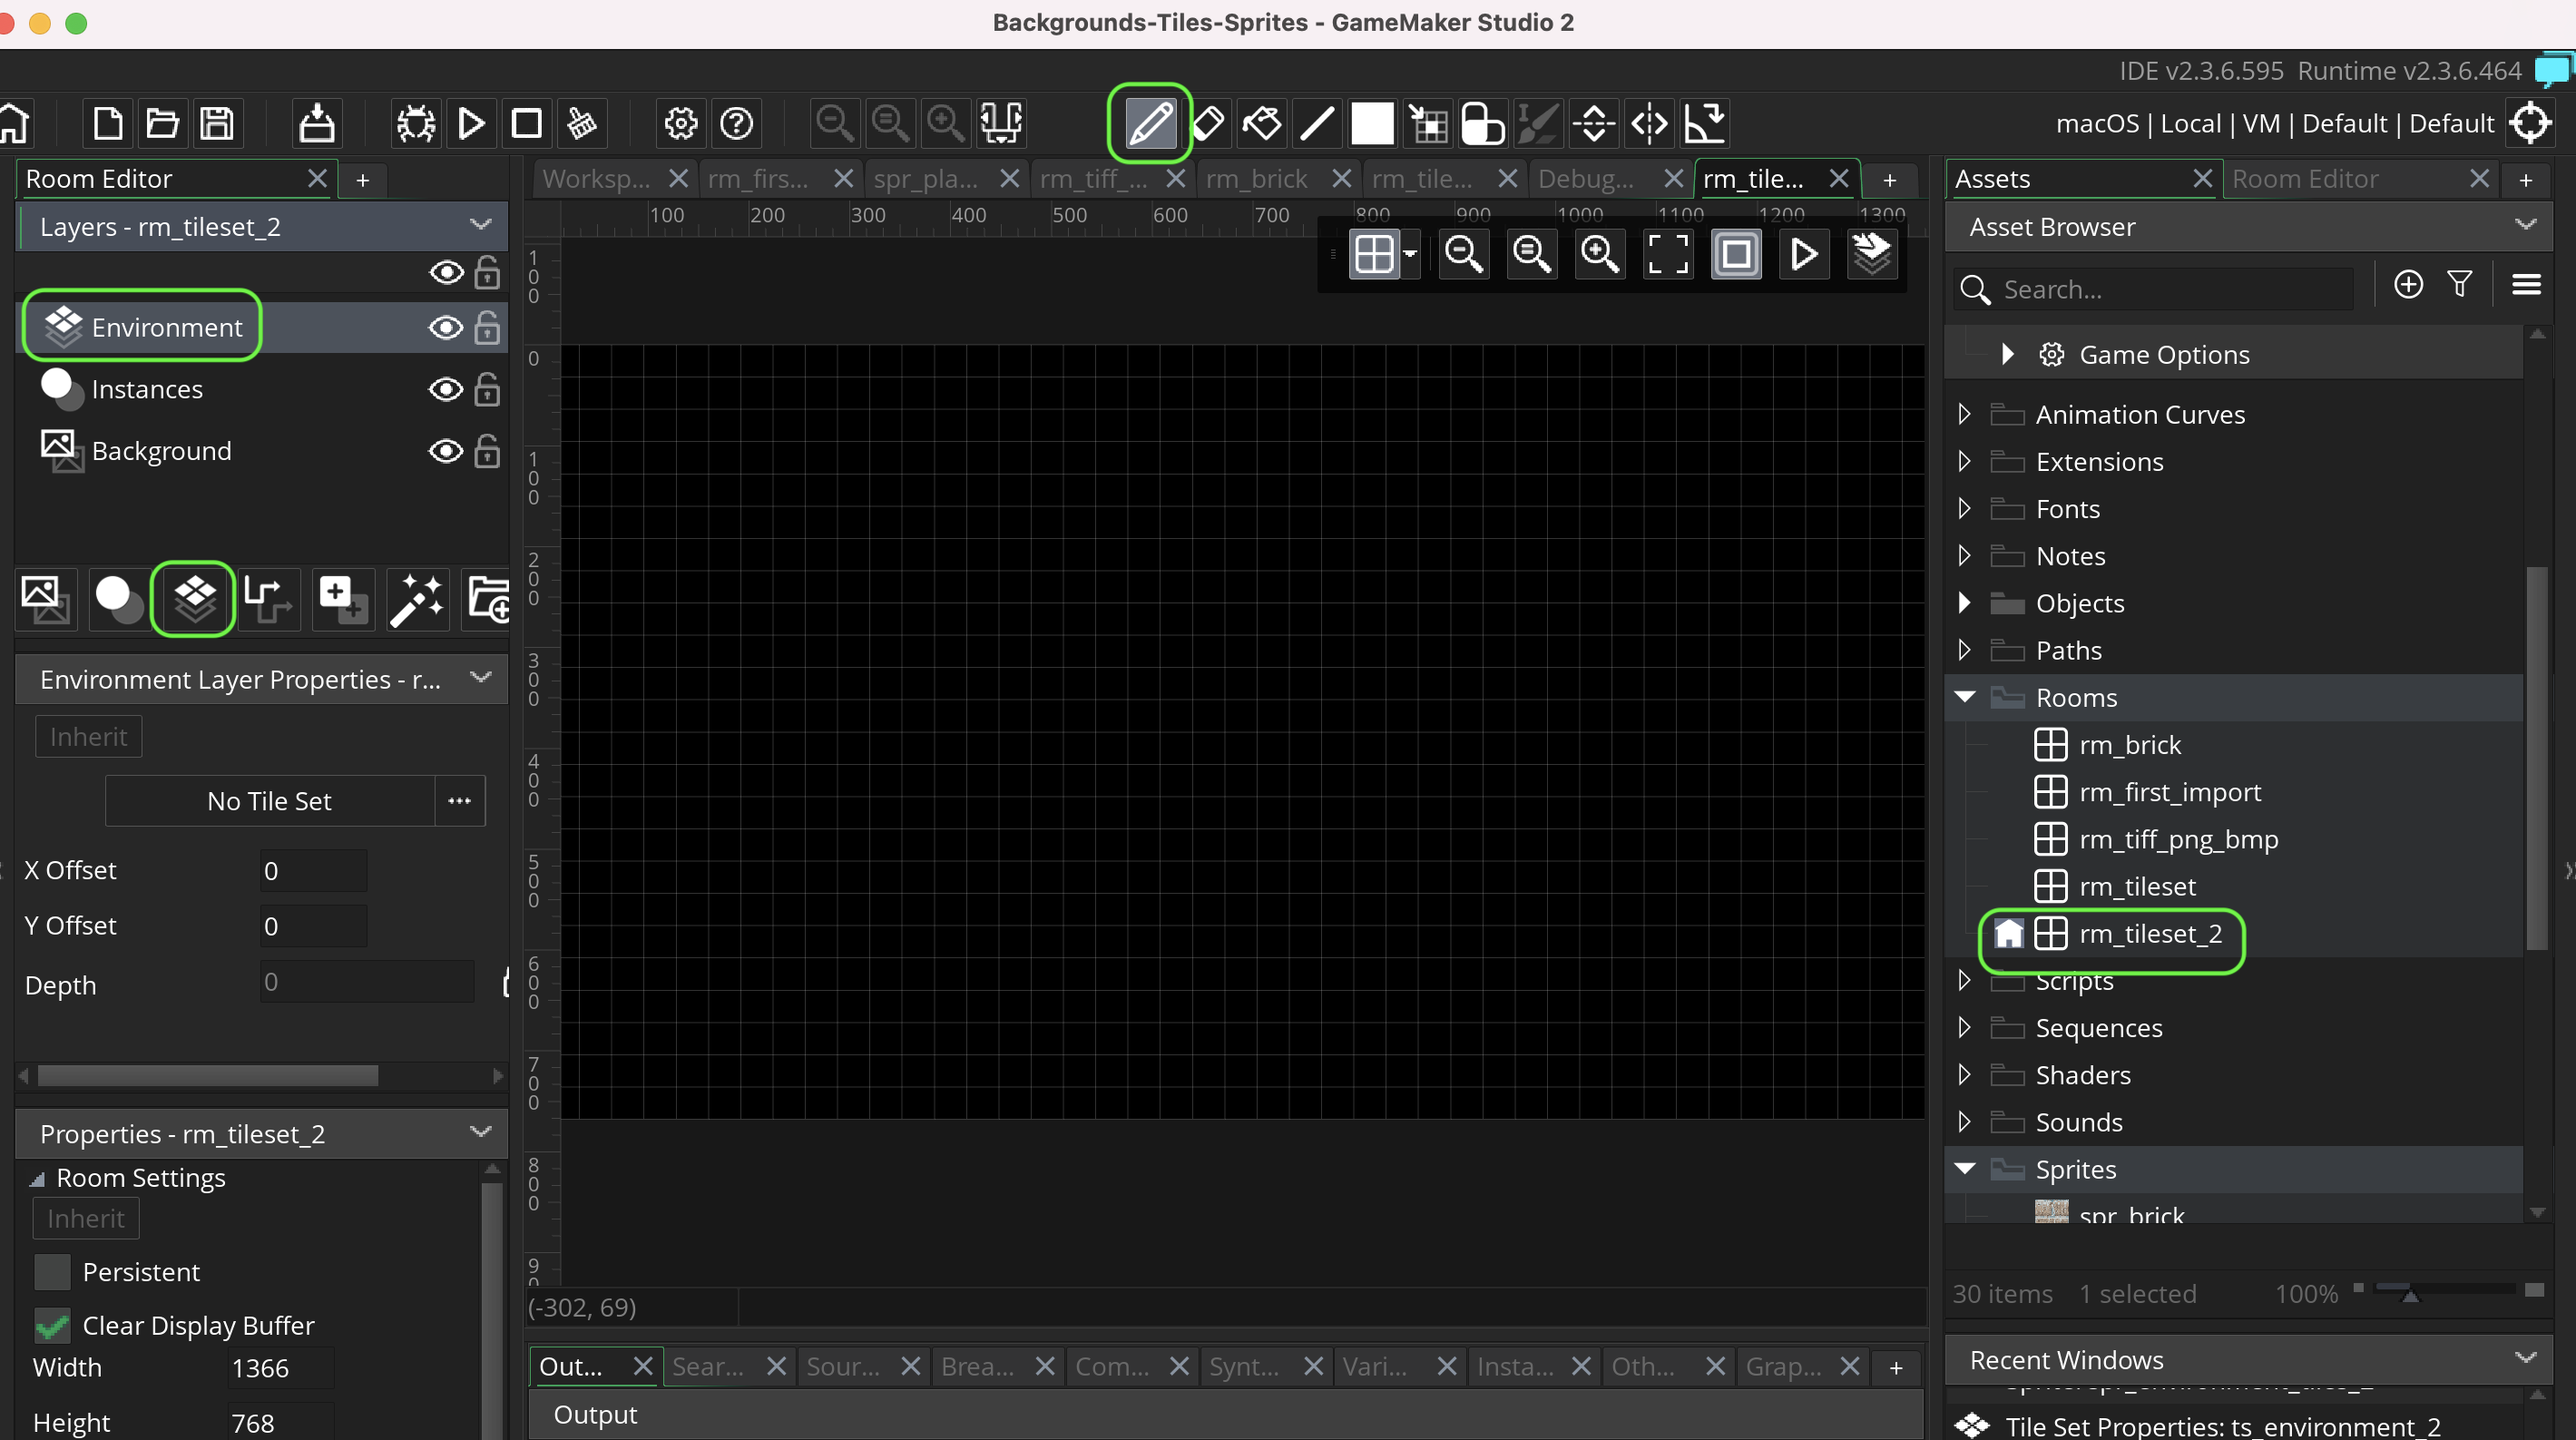 Backgrounds-Tiles-Sprites - GameMaker Studio 2
IDE v2.3.6.595 Runtime v2.3.6.464
macOS | Local | VM | Default | Default
Room Editor
+
Worksp...
rm_firs...
spr_pla...
rm_tiff_...
rm_brick
rm_tile...
Debug...
rm_tile...
+
Assets
Room Editor
+
Layers - rm_tileset_2
Environment
Instances
Background
Environment Layer Properties - r...
Inherit
No Tile Set ...
X Offset 0
Y Offset 0
Depth 0
Properties - rm_tileset_2
Room Settings
Inherit
Persistent
Clear Display Buffer
Width 1366
Height 768
100 200 300 400 500 600 700 800 900 1000 1100 1200 1300
100
0
100
200
300
400
500
600
700
800
90
(-302, 69)
Out...
Sear...
Sour...
Brea...
Com...
Synt...
Vari...
Insta...
Oth...
Grap...
+
Output
Asset Browser
Search...
Game Options
Animation Curves
Extensions
Fonts
Notes
Objects
Paths
Rooms
rm_brick
rm_first_import
rm_tiff_png_bmp
rm_tileset
rm_tileset_2
Scripts
Sequences
Shaders
Sounds
Sprites
spr_brick
30 items 1 selected 100%
Recent Windows
Tile Set Properties: ts_environment_2